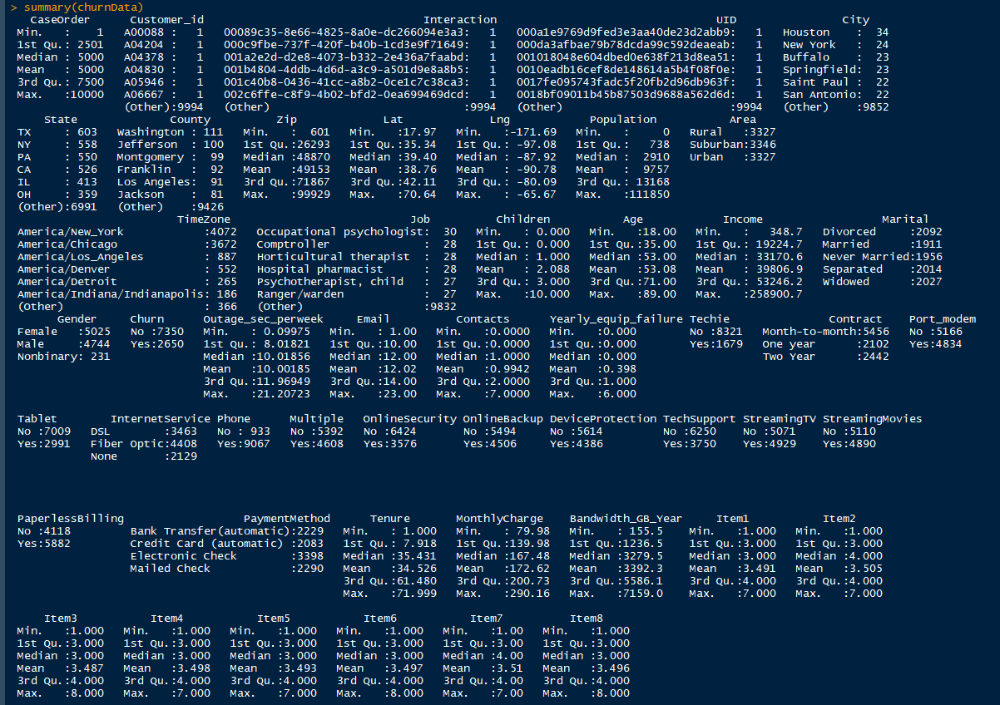 > summary(churnData)
CaseOrder Customer_id Interaction UID City
Min. : 1 A00088 : 1 00089c35-8e66-4825-8a0e-dc266094e3a3: 1 000a1e9769d9fed3e3aa40de23d2abb9: 1 Houston : 34
1st Qu.: 2501 A04204 : 1 000c9fbe-737f-420f-b40b-1cd3e9f71649: 1 000da3afbae79b78dcda99c592deaeab: 1 New York : 24
Median : 5000 A04378 : 1 001a2e2d-d2e8-4073-b332-2e436a7faabd: 1 001018048e604dbed0e638f213d8ea51: 1 Buffalo : 23
Mean : 5000 A04830 : 1 001b4804-4ddb-4d6d-a3c9-a501d9e8a8b5: 1 0010eadb16cef8de148614a5b4f08f0e: 1 Springfield: 23
3rd Qu.: 7500 A05946 : 1 001c40b8-0436-41cc-a8b2-0ce1c7c38ca3: 1 0017fe095743fadc5f20fb2d96db963f: 1 Saint Paul : 22
Max. :10000 A06667 : 1 002c6ffe-c8f9-4b02-bfd2-0ea699469dcd: 1 0018bf09011b45b87503d9688a562d6d: 1 San Antonio: 22
(Other):9994 (Other) :9994 (Other) :9994 (Other) :9852
State County Zip Lat Lng Population Area
TX : 603 Washington : 111 Min. : 601 Min. :17.97 Min. :-171.69 Min. : 0 Rural :3327
NY : 558 Jefferson : 100 1st Qu.:26293 1st Qu.:35.34 1st Qu.: -97.08 1st Qu.: 738 Suburban:3346
PA : 550 Montgomery : 99 Median :48870 Median :39.40 Median : -87.92 Median : 2910 Urban :3327
CA : 526 Franklin : 92 Mean :49153 Mean :38.76 Mean : -90.78 Mean : 9757
IL : 413 Los Angeles: 91 3rd Qu.:71867 3rd Qu.:42.11 3rd Qu.: -80.09 3rd Qu.: 13168
OH : 359 Jackson : 81 Max. :99929 Max. :70.64 Max. : -65.67 Max. :111850
(Other):6991 (Other) :9426
TimeZone Job Children Age Income Marital
America/New_York :4072 Occupational psychologist: 30 Min. : 0.000 Min. :18.00 Min. : 348.7 Divorced :2092
America/Chicago :3672 Comptroller : 28 1st Qu.: 0.000 1st Qu.:35.00 1st Qu.: 19224.7 Married :1911
America/Los_Angeles : 887 Horticultural therapist : 28 Median : 1.000 Median :53.00 Median : 33170.6 Never Married:1956
America/Denver : 552 Hospital pharmacist : 28 Mean : 2.088 Mean :53.08 Mean : 39806.9 Separated :2014
America/Detroit : 265 Psychotherapist, child : 27 3rd Qu.: 3.000 3rd Qu.:71.00 3rd Qu.: 53246.2 Widowed :2027
America/Indiana/Indianapolis: 186 Ranger/warden : 27 Max. :10.000 Max. :89.00 Max. :258900.7
(Other) : 366 (Other) :9832
Gender Churn Outage_sec_perweek Email Contacts Yearly_equip_failure Techie Contract Port_modem
Female :5025 No :7350 Min. : 0.09975 Min. : 1.00 Min. :0.0000 Min. :0.000 No :8321 Month-to-month:5456 No :5166
Male :4744 Yes:2650 1st Qu.: 8.01821 1st Qu.:10.00 1st Qu.:0.0000 1st Qu.:0.000 Yes:1679 One year :2102 Yes:4834
Nonbinary: 231 Median :10.01856 Median :12.00 Median :1.0000 Median :0.000 Two Year :2442
Mean :10.00185 Mean :12.02 Mean :0.9942 Mean :0.398
3rd Qu.:11.96949 3rd Qu.:14.00 3rd Qu.:2.0000 3rd Qu.:1.000
Max. :21.20723 Max. :23.00 Max. :7.0000 Max. :6.000
Tablet InternetService Phone Multiple OnlineSecurity OnlineBackup DeviceProtection TechSupport StreamingTV StreamingMovies
No :7009 DSL :3463 No : 933 No :5392 No :6424 No :5494 No :5614 No :6250 No :5071 No :5110
Yes:2991 Fiber Optic:4408 Yes:9067 Yes:4608 Yes:3576 Yes:4506 Yes:4386 Yes:3750 Yes:4929 Yes:4890
None :2129
PaperlessBilling PaymentMethod Tenure MonthlyCharge Bandwidth_GB_Year Item1 Item2
No :4118 Bank Transfer(automatic):2229 Min. : 1.000 Min. : 79.98 Min. : 155.5 Min. :1.000 Min. :1.000
Yes:5882 Credit Card (automatic) :2083 1st Qu.: 7.918 1st Qu.:139.98 1st Qu.:1236.5 1st Qu.:3.000 1st Qu.:3.000
Electronic Check :3398 Median :35.431 Median :167.48 Median :3279.5 Median :3.000 Median :4.000
Mailed Check :2290 Mean :34.526 Mean :172.62 Mean :3392.3 Mean :3.491 Mean :3.505
3rd Qu.:61.480 3rd Qu.:200.73 3rd Qu.:5586.1 3rd Qu.:4.000 3rd Qu.:4.000
Max. :71.999 Max. :290.16 Max. :7159.0 Max. :7.000 Max. :7.000
Item3 Item4 Item5 Item6 Item7 Item8
Min. :1.000 Min. :1.000 Min. :1.000 Min. :1.000 Min. :1.00 Min. :1.000
1st Qu.:3.000 1st Qu.:3.000 1st Qu.:3.000 1st Qu.:3.000 1st Qu.:3.00 1st Qu.:3.000
Median :3.000 Median :3.000 Median :3.000 Median :3.000 Median :4.00 Median :3.000
Mean :3.487 Mean :3.498 Mean :3.493 Mean :3.497 Mean :3.51 Mean :3.496
3rd Qu.:4.000 3rd Qu.:4.000 3rd Qu.:4.000 3rd Qu.:4.000 3rd Qu.:4.00 3rd Qu.:4.000
Max. :8.000 Max. :7.000 Max. :7.000 Max. :8.000 Max. :7.00 Max. :8.000